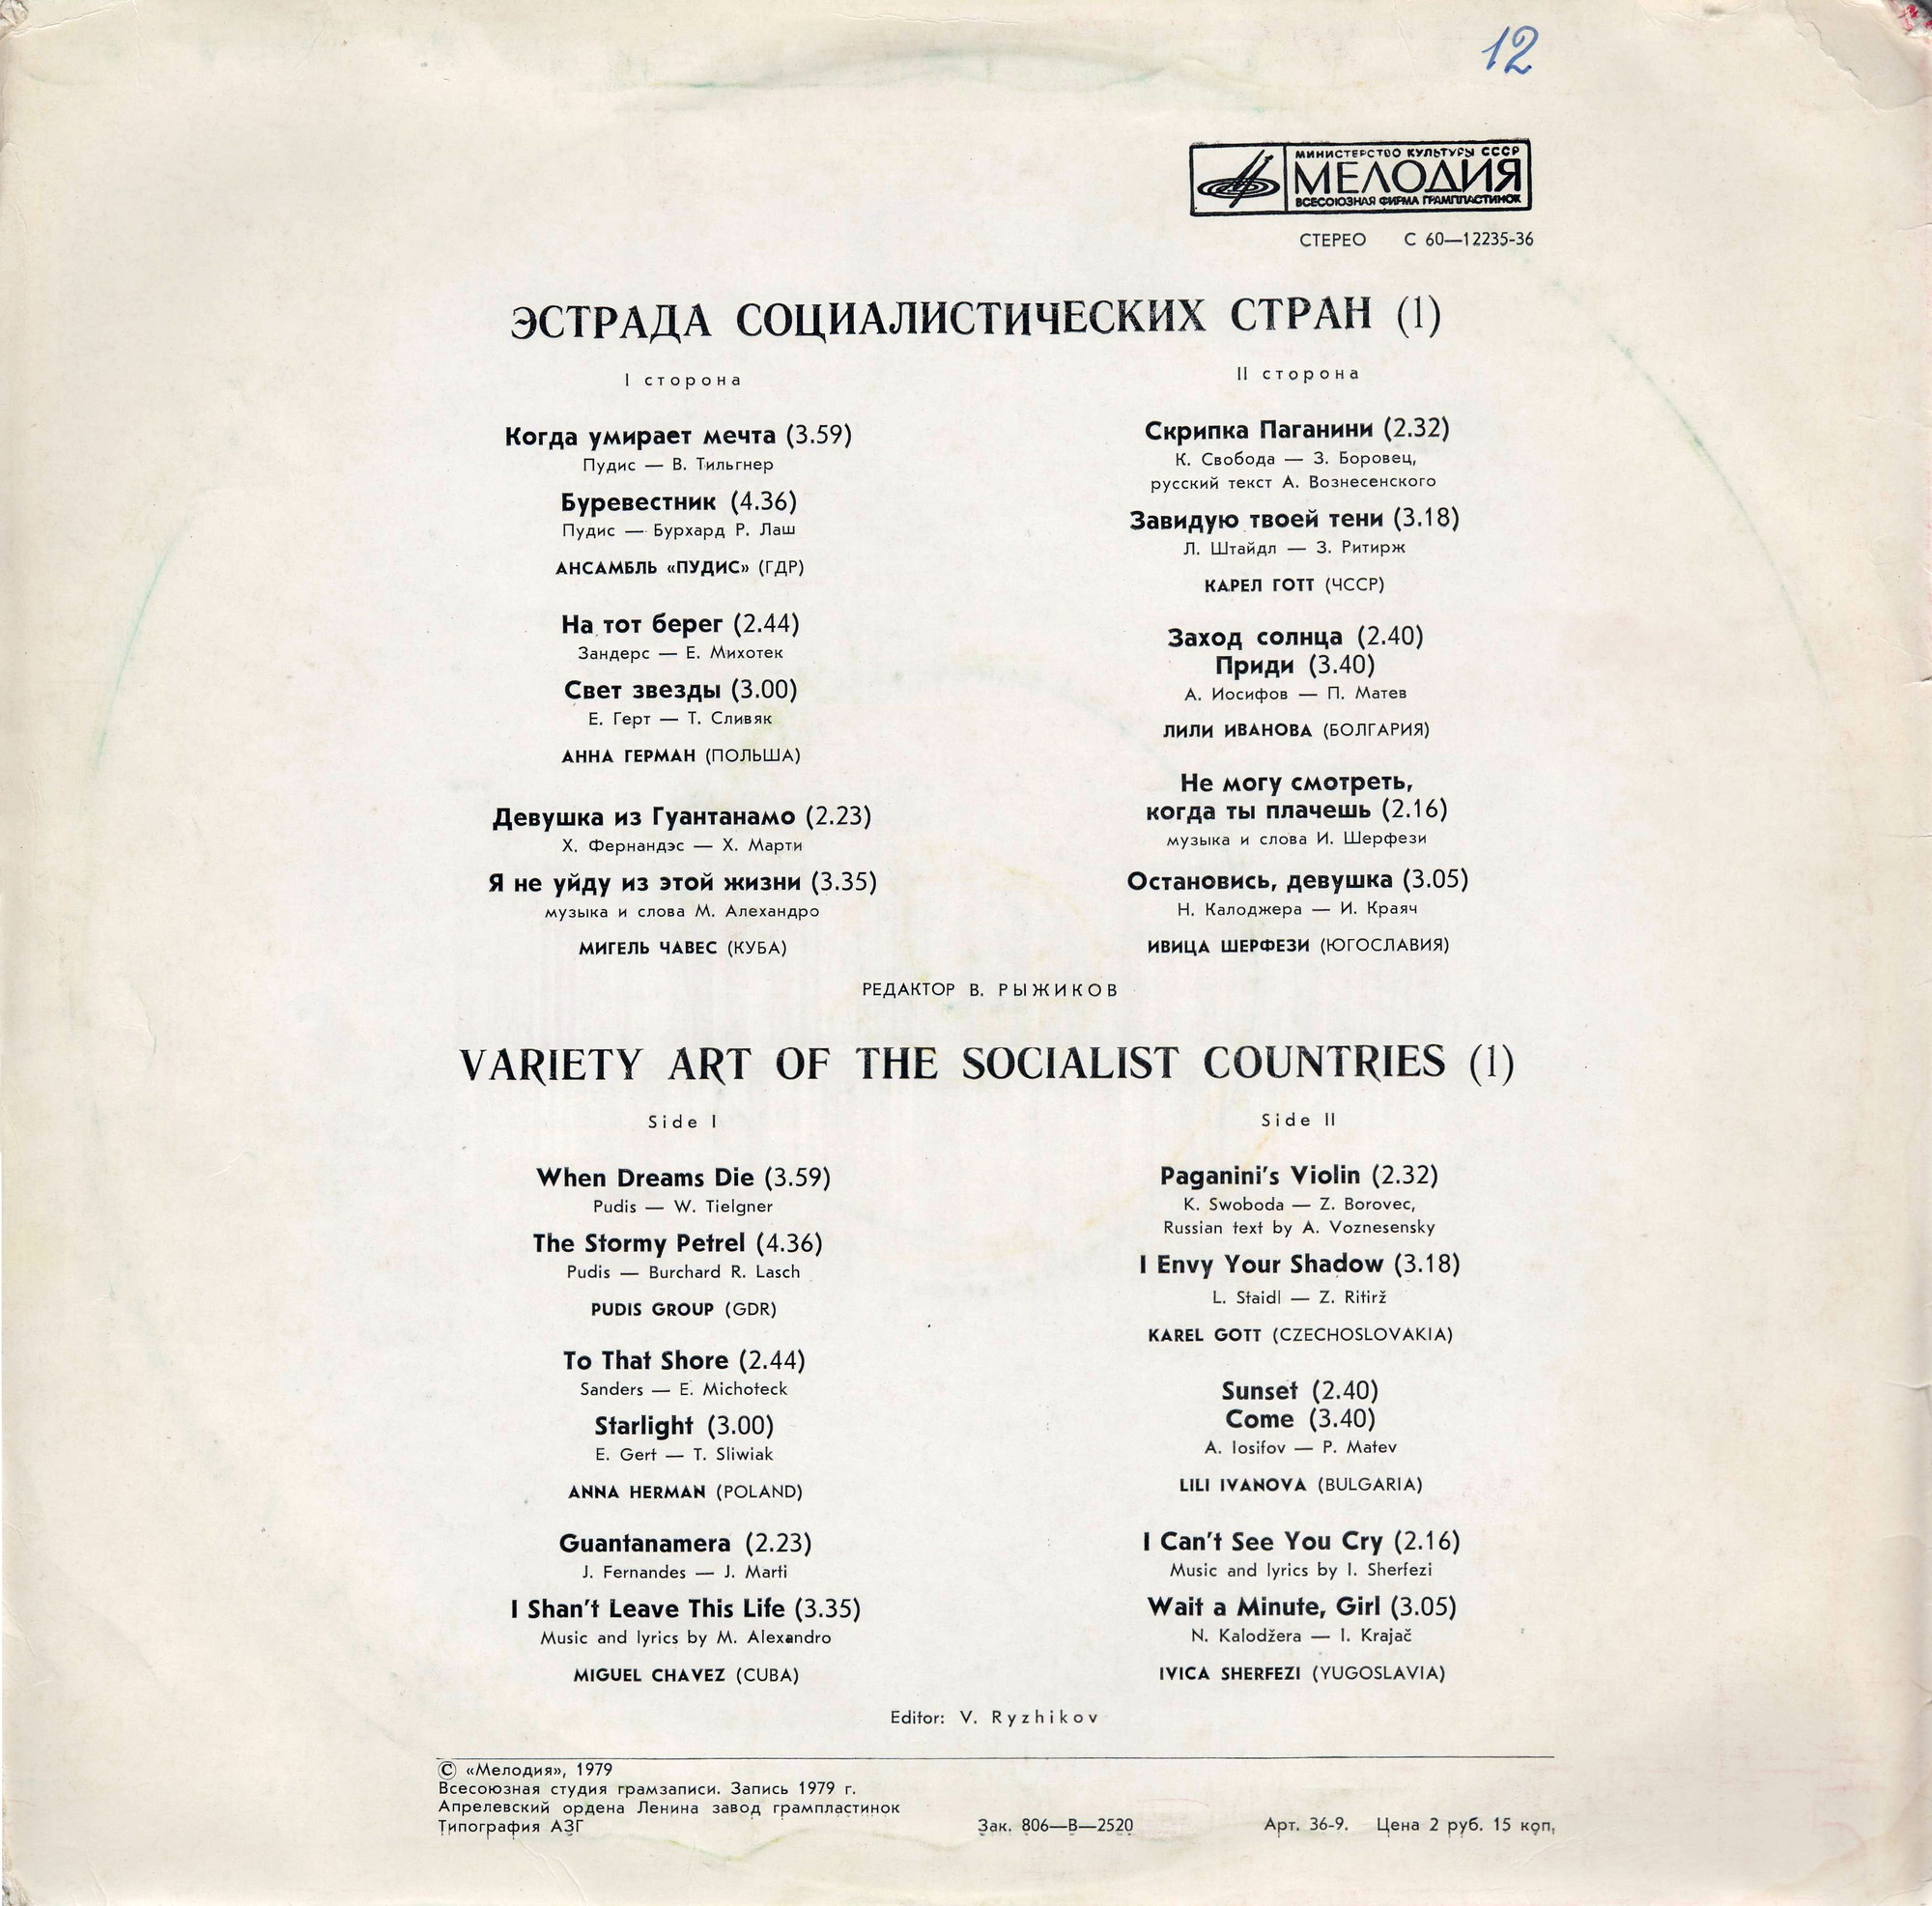 12
МИНИСТЕРСТВО КУЛЬТУРЫ СССР
МЕЛОДИЯ
ВСЕСОЮЗНАЯ ФИРМА ГРАМПЛАСТИНОК
СТЕРЕО С 60—12235-36
ЭСТРАДА СОЦИАЛИСТИЧЕСКИХ СТРАН (1)
I сторона
Когда умирает мечта (3.59)
Пудис — В. Тильгнер
Буревестник (4.36)
Пудис — Бурхард Р. Лаш
АНСАМБЛЬ «ПУДИС» (ГДР)
На тот берег (2.44)
Зандерс — Е. Михотек
Свет звезды (3.00)
Е. Герт — Т. Сливяк
АННА ГЕРМАН (ПОЛЬША)
Девушка из Гуантанамо (2.23)
Х. Фернандэс — Х. Марти
Я не уйду из этой жизни (3.35)
музыка и слова М. Алехандро
МИГЕЛЬ ЧАВЕС (КУБА)
II сторона
Скрипка Паганини (2.32)
К. Свобода — З. Боровец,
русский текст А. Вознесенского
Завидую твоей тени (3.18)
Л. Штайдл — З. Ритирж
КАРЕЛ ГОТТ (ЧССР)
Заход солнца (2.40)
Приди (3.40)
А. Иосифов — П. Матев
ЛИЛИ ИВАНОВА (БОЛГАРИЯ)
Не могу смотреть,
когда ты плачешь (2.16)
музыка и слова И. Шерфези
Остановись, девушка (3.05)
Н. Калоджера — И. Краяч
ИВИЦА ШЕРФЕЗИ (ЮГОСЛАВИЯ)
РЕДАКТОР В. РЫЖИКОВ
VARIETY ART OF THE SOCIALIST COUNTRIES (1)
Side I
When Dreams Die (3.59)
Pudis — W. Tielgner
The Stormy Petrel (4.36)
Pudis — Burchard R. Lasch
PUDIS GROUP (GDR)
To That Shore (2.44)
Sanders — E. Michoteck
Starlight (3.00)
E. Gert — T. Sliwiak
ANNA HERMAN (POLAND)
Guantanamera (2.23)
J. Fernandes — J. Marti
I Shan't Leave This Life (3.35)
Music and lyrics by M. Alexandro
MIGUEL CHAVEZ (CUBA)
Side II
Paganini's Violin (2.32)
K. Swoboda — Z. Borovec,
Russian text by A. Voznesensky
I Envy Your Shadow (3.18)
L. Staidl — Z. Ritirž
KAREL GOTT (CZECHOSLOVAKIA)
Sunset (2.40)
Come (3.40)
A. Iosifov — P. Matev
LILI IVANOVA (BULGARIA)
I Can't See You Cry (2.16)
Music and lyrics by I. Sherfezi
Wait a Minute, Girl (3.05)
N. Kalodžera — I. Krajač
IVICA SHERFEZI (YUGOSLAVIA)
Editor: V. Ryzhikov
© «Мелодия», 1979
Всесоюзная студия грамзаписи. Запись 1979 г.
Апрелевский ордена Ленина завод грампластинок
Типография АЗГ Зак. 806—В—2520 Арт. 36-9. Цена 2 руб. 15 коп,